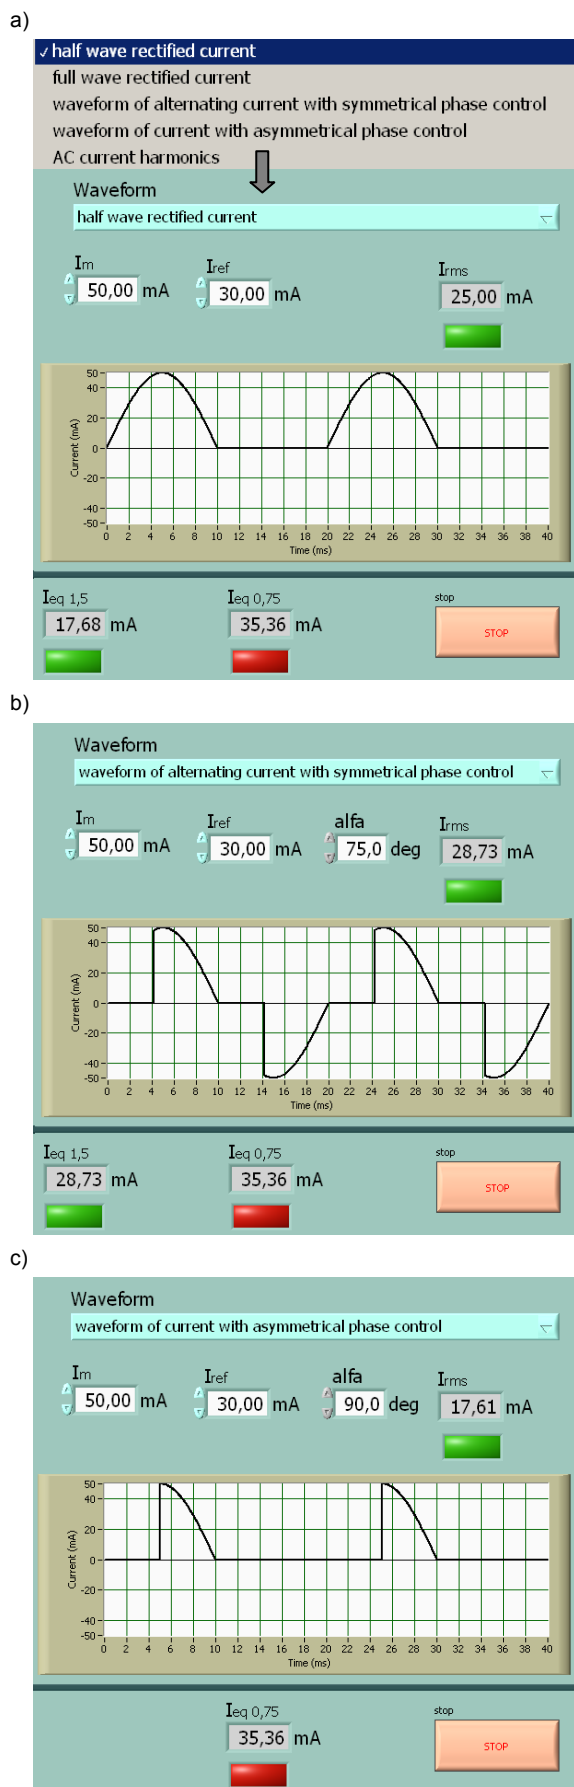 a)
✓ half wave rectified current
full wave rectified current
waveform of alternating current with symmetrical phase control
waveform of current with asymmetrical phase control
AC current harmonics
Waveform
half wave rectified current
Im Iref Irms
50,00 mA 30,00 mA 25,00 mA
50
40
20
0
-20
-40
-50
Current (mA)
0 2 4 6 8 10 12 14 16 18 20 22 24 26 28 30 32 34 36 38 40
Time (ms)
Ieq 1,5 Ieq 0,75 stop
17,68 mA 35,36 mA STOP
b)
Waveform
waveform of alternating current with symmetrical phase control
Im Iref alfa Irms
50,00 mA 30,00 mA 75,0 deg 28,73 mA
50
40
20
0
-20
-40
-50
Current (mA)
0 2 4 6 8 10 12 14 16 18 20 22 24 26 28 30 32 34 36 38 40
Time (ms)
Ieq 1,5 Ieq 0,75 stop
28,73 mA 35,36 mA STOP
c)
Waveform
waveform of current with asymmetrical phase control
Im Iref alfa Irms
50,00 mA 30,00 mA 90,0 deg 17,61 mA
50
40
20
0
-20
-40
-50
Current (mA)
0 2 4 6 8 10 12 14 16 18 20 22 24 26 28 30 32 34 36 38 40
Time (ms)
Ieq 0,75 stop
35,36 mA STOP